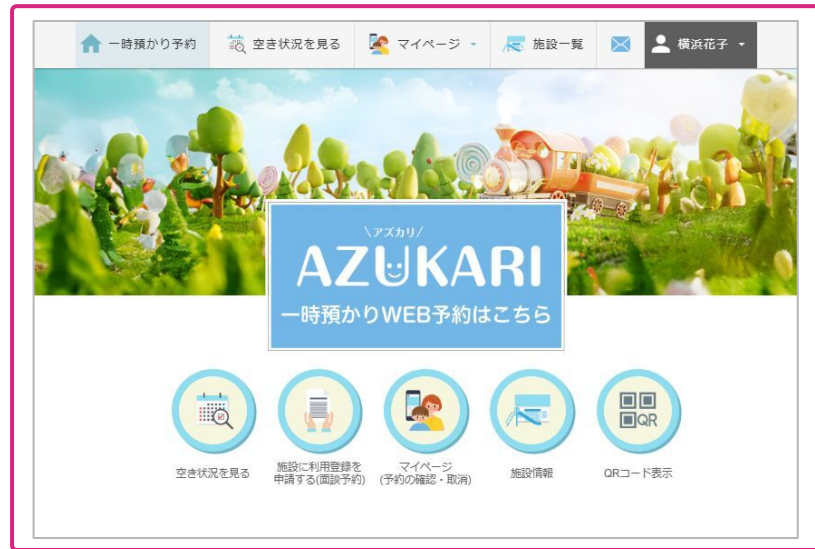 一時預かり予約
空き状況を見る
マイページ
施設一覧
横浜花子
\アズカリ/
AZUKARI
一時預かりWEB予約はこちら
QR
空き状況を見る
施設に利用登録を
申請する(面談予約)
マイページ
(予約の確認・取消)
施設情報
QRコード表示